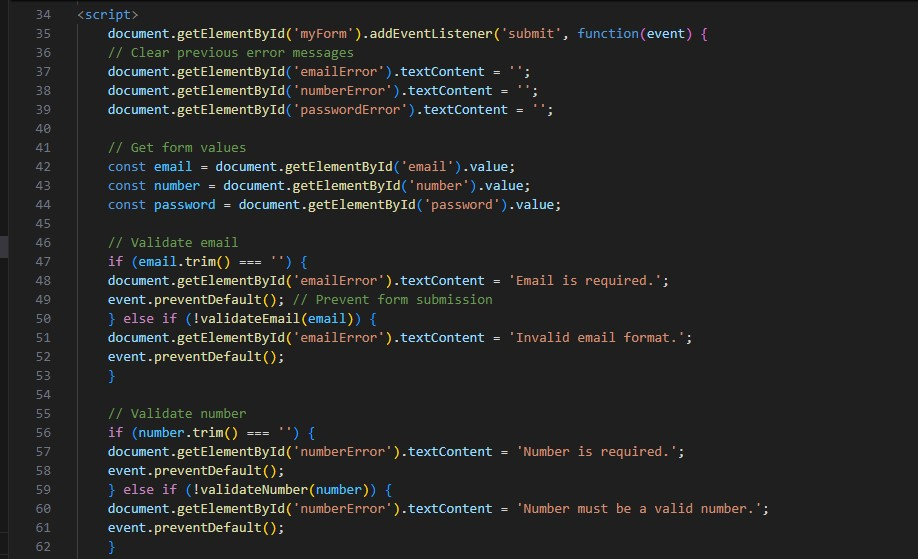 34 <script>
35 document.getElementById('myForm').addEventListener('submit', function(event) {
36 // Clear previous error messages
37 document.getElementById('emailError').textContent = '';
38 document.getElementById('numberError').textContent = '';
39 document.getElementById('passwordError').textContent = '';
40
41 // Get form values
42 const email = document.getElementById('email').value;
43 const number = document.getElementById('number').value;
44 const password = document.getElementById('password').value;
45
46 // Validate email
47 if (email.trim() === '') {
48 document.getElementById('emailError').textContent = 'Email is required.';
49 event.preventDefault(); // Prevent form submission
50 } else if (!validateEmail(email)) {
51 document.getElementById('emailError').textContent = 'Invalid email format.';
52 event.preventDefault();
53 }
54
55 // Validate number
56 if (number.trim() === '') {
57 document.getElementById('numberError').textContent = 'Number is required.';
58 event.preventDefault();
59 } else if (!validateNumber(number)) {
60 document.getElementById('numberError').textContent = 'Number must be a valid number.';
61 event.preventDefault();
62 }